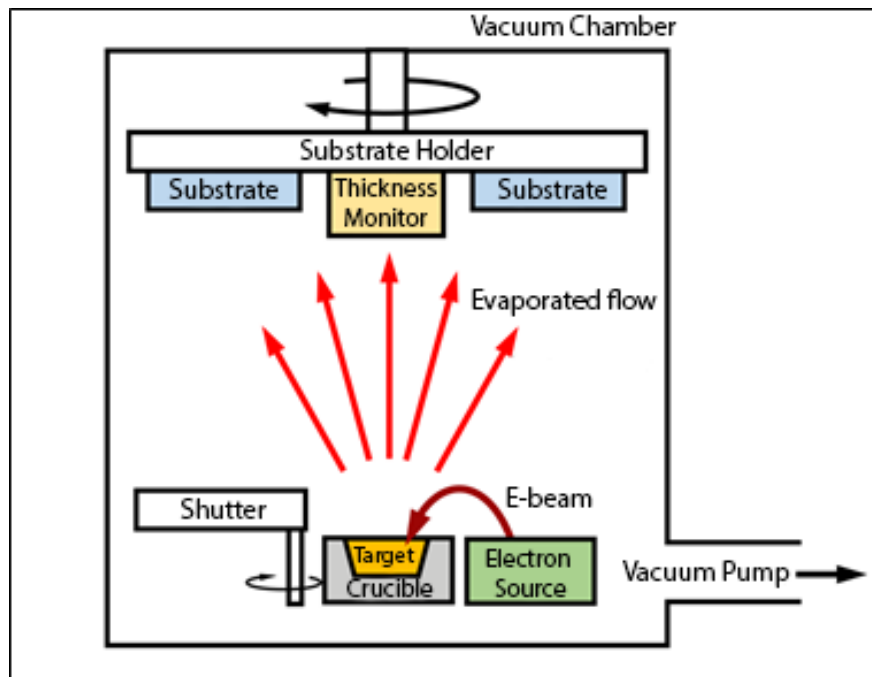 Vacuum Chamber
Substrate Holder
Substrate
Thickness
Monitor
Substrate
Evaporated flow
Shutter
E-beam
Target
Crucible
Electron
Source
Vacuum Pump